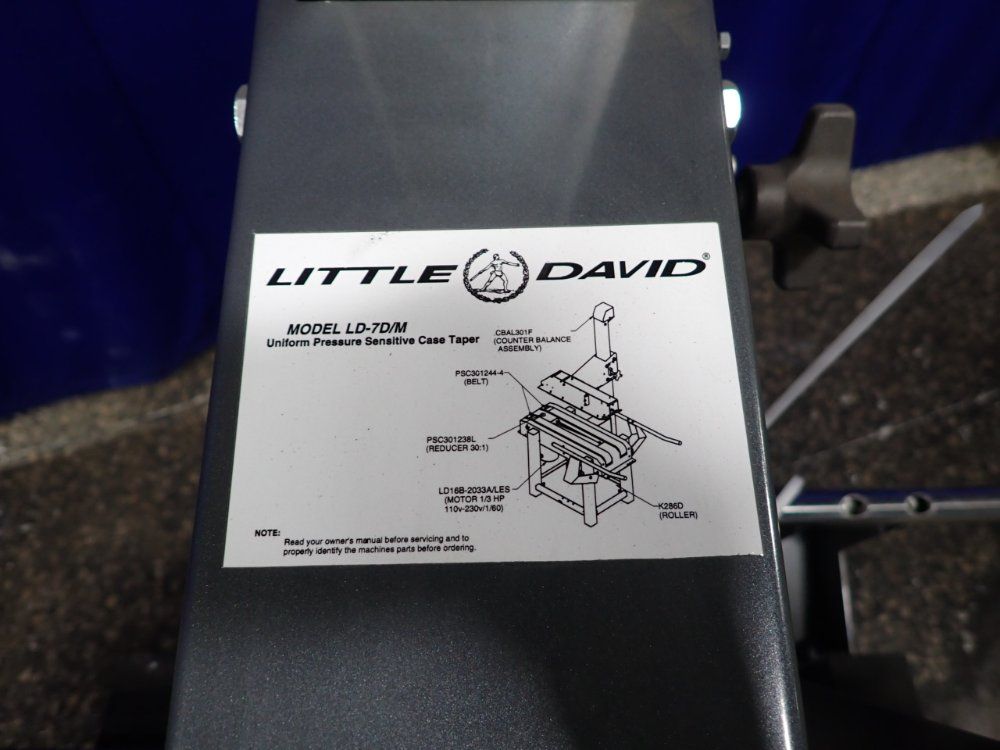 LITTLE DAVID®
MODEL LD-7D/M
Uniform Pressure Sensitive Case Taper
CBAL301F
(COUNTER BALANCE
ASSEMBLY)
PSC301244-4
(BELT)
PSC301238L
(REDUCER 30:1)
LD16B-2033A/LES
(MOTOR 1/3 HP
110v-230v/1/60)
K286D
(ROLLER)
NOTE:
Read your owner's manual before servicing and to
properly identify the machines parts before ordering.